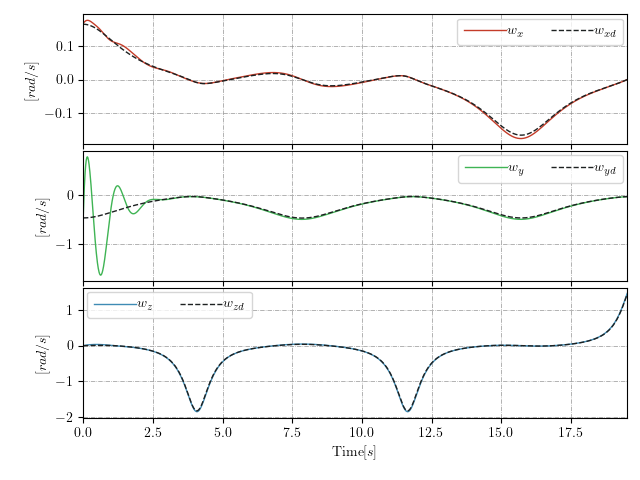 0.1
0.0
−0.1
[rad/s]
w_x w_xd
0
−1
[rad/s]
w_y w_yd
1
0
−1
−2
[rad/s]
w_z w_zd
0.0 2.5 5.0 7.5 10.0 12.5 15.0 17.5
Time[s]